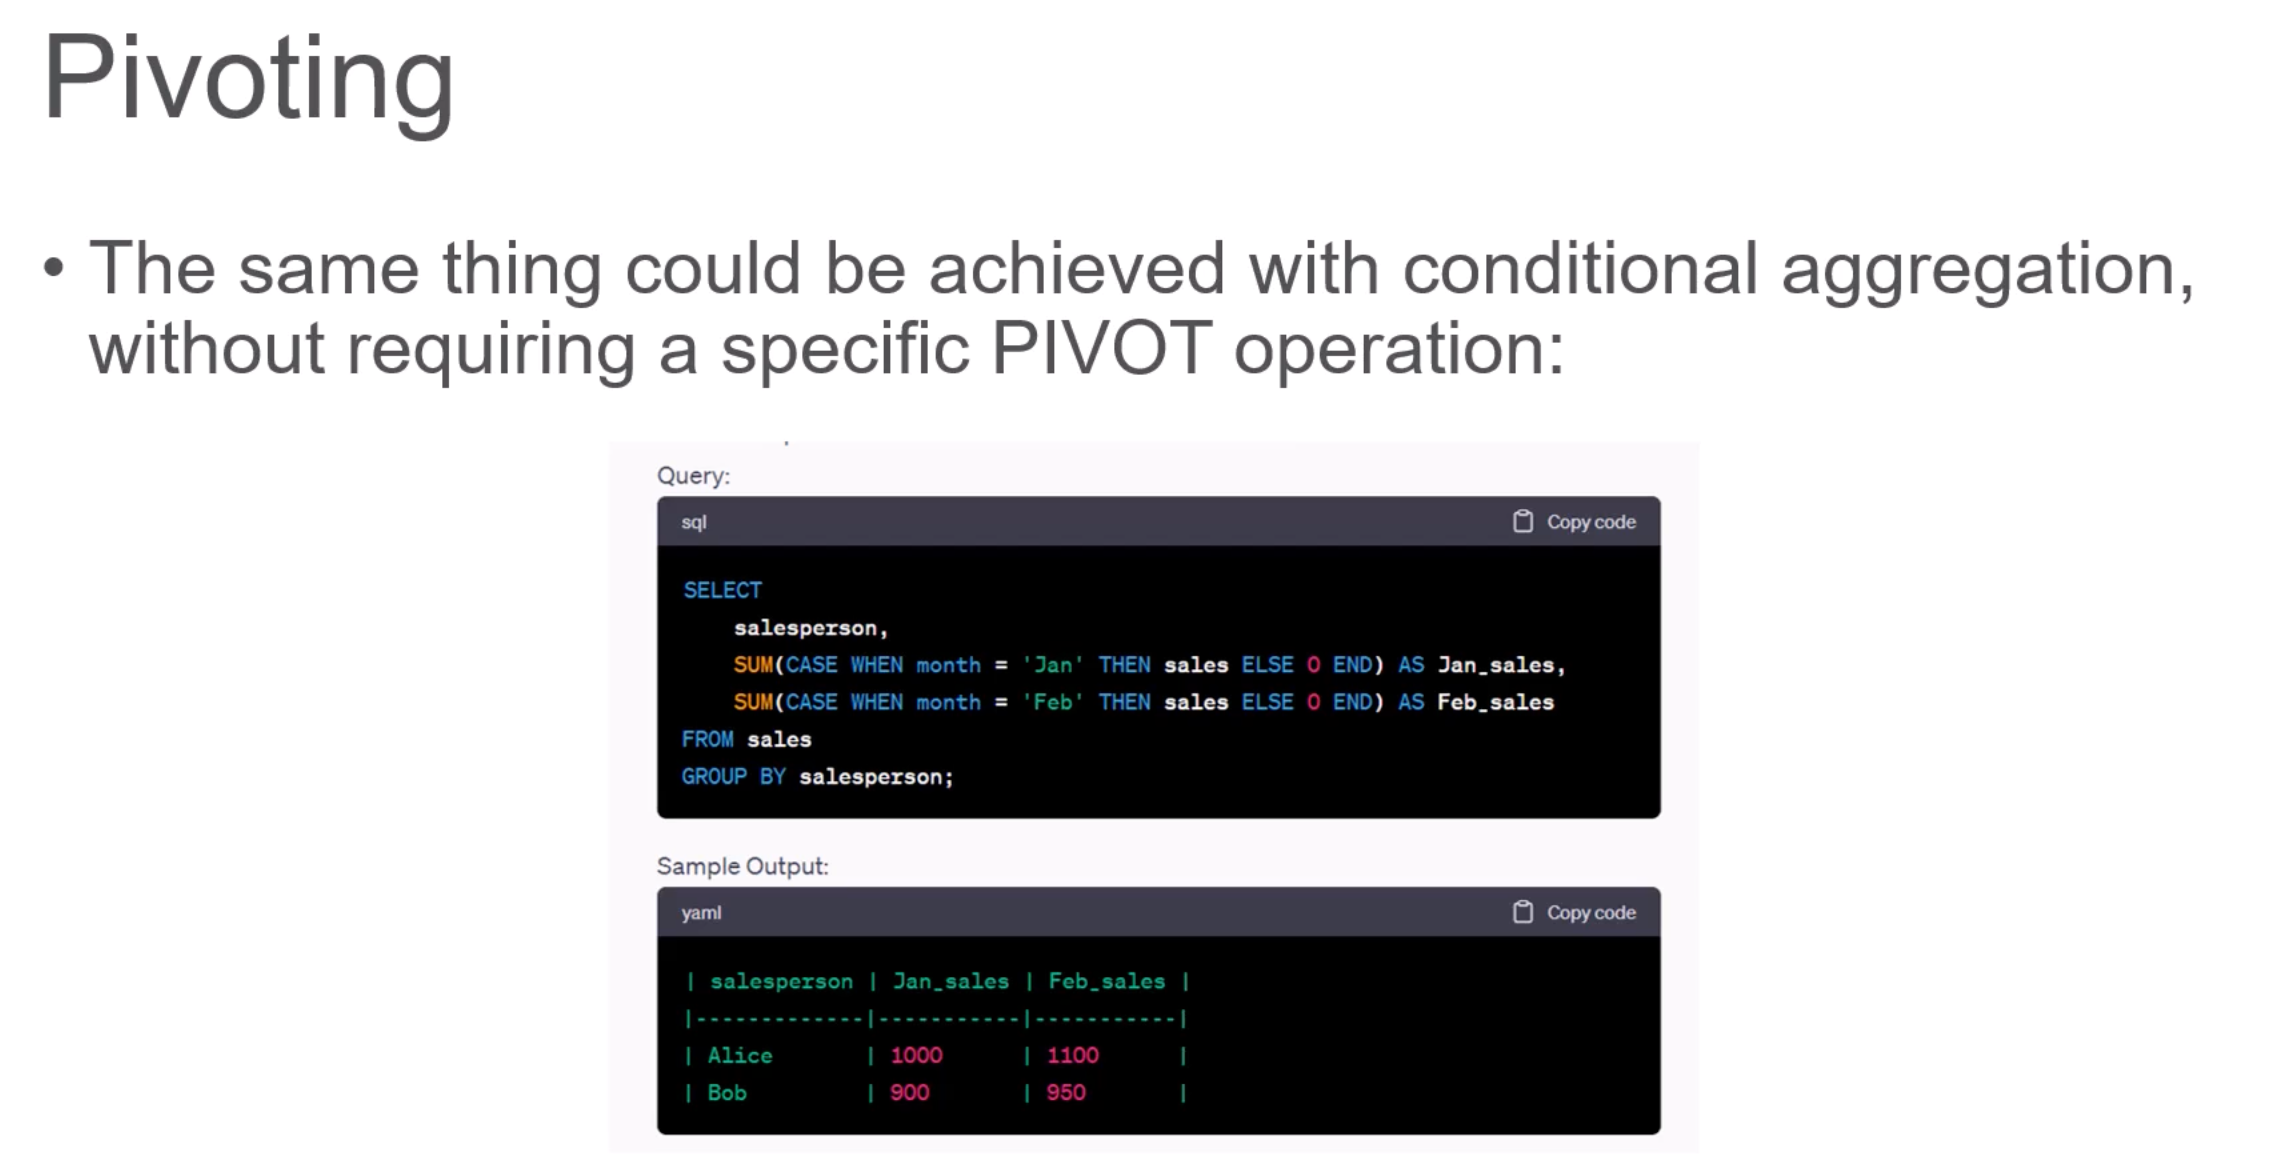 Pivoting
• The same thing could be achieved with conditional aggregation,
without requiring a specific PIVOT operation:
Query:
sql Copy code
SELECT
    salesperson,
    SUM(CASE WHEN month = 'Jan' THEN sales ELSE 0 END) AS Jan_sales,
    SUM(CASE WHEN month = 'Feb' THEN sales ELSE 0 END) AS Feb_sales
FROM sales
GROUP BY salesperson;
Sample Output:
yaml Copy code
| salesperson | Jan_sales | Feb_sales |
|-------------|-----------|-----------|
| Alice       | 1000      | 1100      |
| Bob         | 900       | 950       |